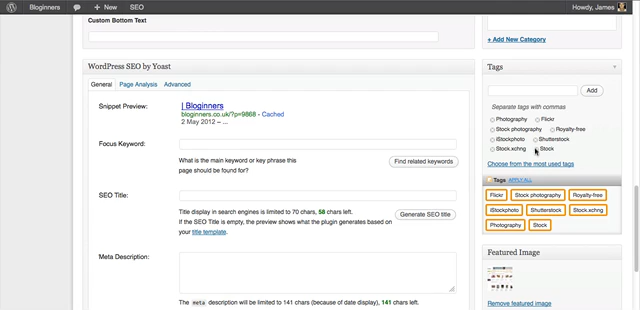 Bloginners
New
SEO
Howdy, James
Custom Bottom Text
+ Add New Category
WordPress SEO by Yoast
General
Page Analysis
Advanced
Snippet Preview:
| Bloginners
bloginners.co.uk/?p=9868 - Cached
2 May 2012 – ...
Focus Keyword:
What is the main keyword or key phrase this
page should be found for?
Find related keywords
SEO Title:
Title display in search engines is limited to 70 chars, 58 chars left.
If the SEO Title is empty, the preview shows what the plugin generates based on
your title template.
Generate SEO title
Meta Description:
The meta description will be limited to 141 chars (because of date display), 141 chars left.
Tags
Add
Separate tags with commas
Photography
Flickr
Stock photography
Royalty-free
iStockphoto
Shutterstock
Stock.xchng
Stock
Choose from the most used tags
Tags
APPLY ALL
Flickr
Stock photography
Royalty-free
iStockphoto
Shutterstock
Stock.xchng
Photography
Stock
Featured Image
Remove featured image